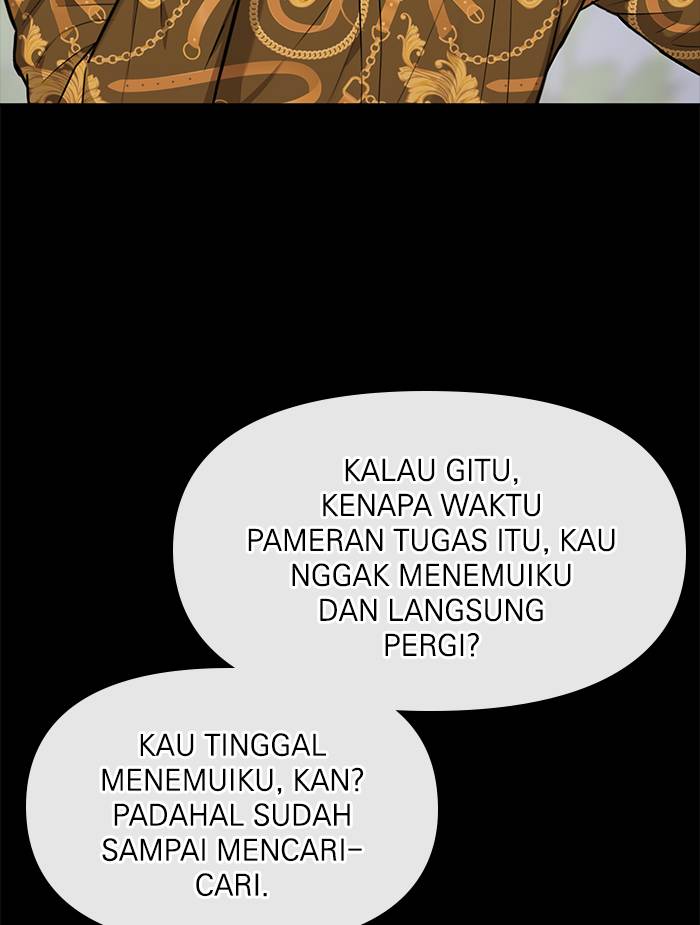 KALAU GITU,
KENAPA WAKTU
PAMERAN TUGAS ITU, KAU
NGGAK MENEMUIKU
DAN LANGSUNG
PERGI?
KAU TINGGAL
MENEMUIKU, KAN?
PADAHAL SUDAH
SAMPAI MENCARI-
CARI.